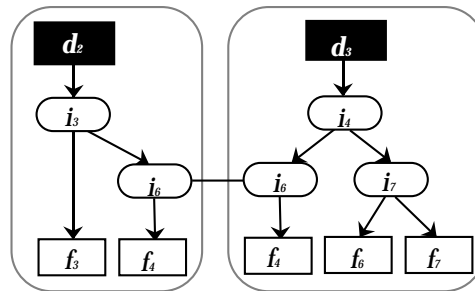 d₂
d₃
i₃
i₄
i₆
i₆
i₇
f₃
f₄
f₄
f₆
f₇